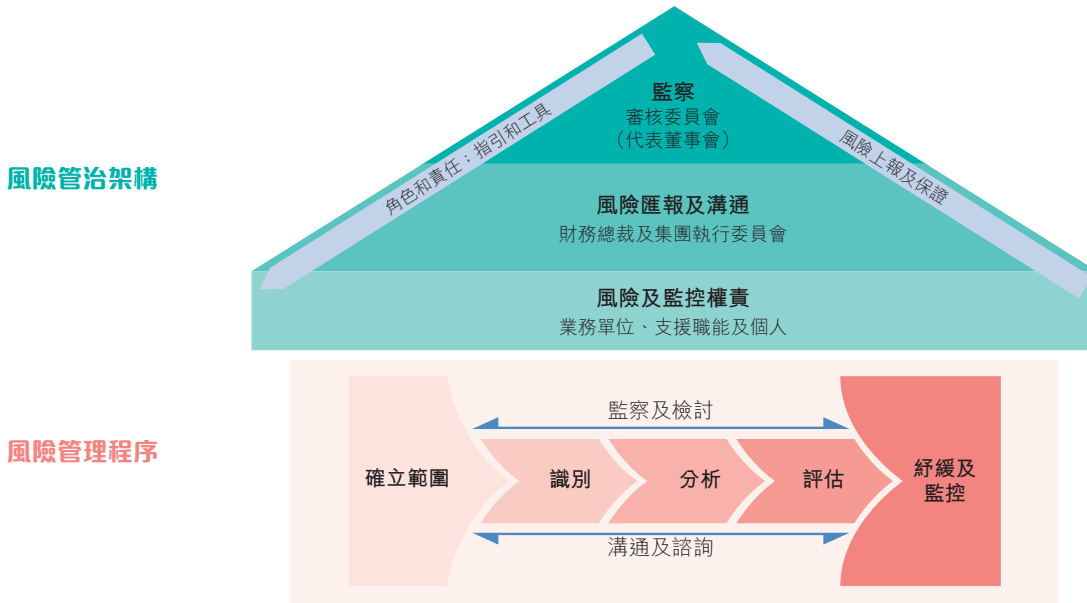 風險管治架構
監察
審核委員會
（代表董事會）
角色和責任；指引和工具
風險上報及保證
風險匯報及溝通
財務總裁及集團執行委員會
風險及監控權責
業務單位、支援職能及個人
風險管理程序
監察及檢討
確立範圍
識別
分析
評估
紓緩及
監控
溝通及諮詢